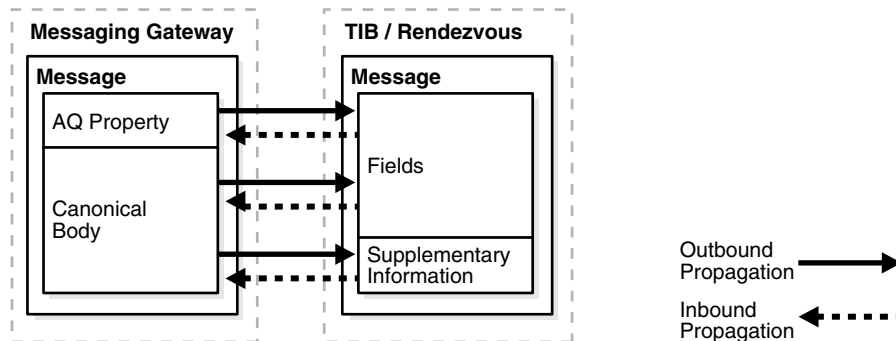 Messaging Gateway
Message
AQ Property
Canonical
Body
TIB / Rendezvous
Message
Fields
Supplementary
Information
Outbound
Propagation
Inbound
Propagation